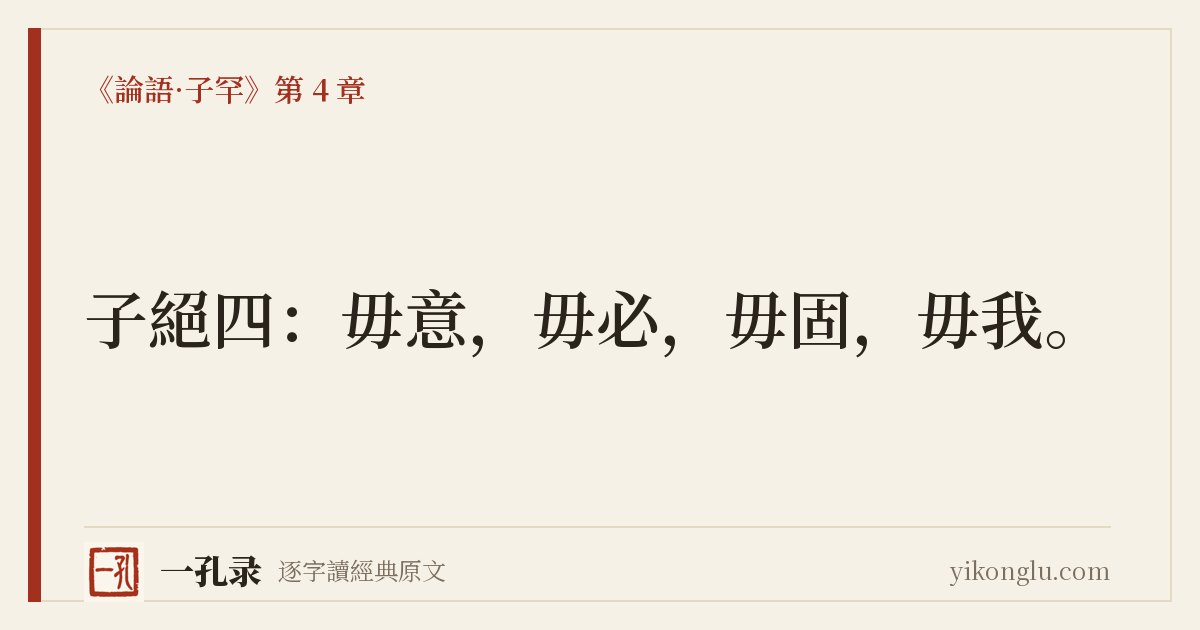 《論語·子罕》第 4 章
子絕四：毋意，毋必，毋固，毋我。
一孔
一孔录 逐字讀經典原文
yikonglu.com